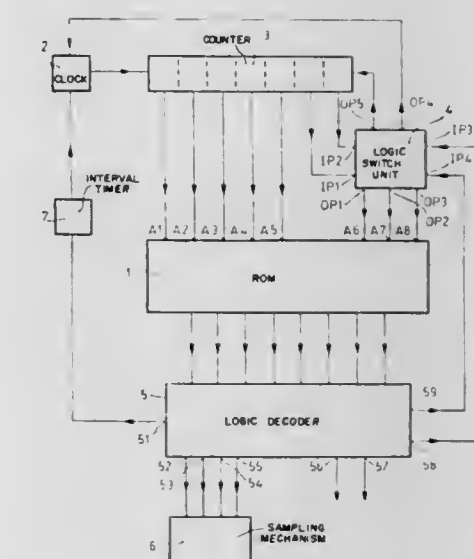 2
COUNTER
3
CLOCK
OP5
OP4
4
IP3
LOGIC
SWITCH
UNIT
IP2
IP4
IP1
OP1
OP3
OP2
INTERVAL
TIMER
7
A1 A2 A3 A4 A5
A6 A7 A8
1
ROM
5
59
51
LOGIC DECODER
58
52
55
56
57
53
54
SAMPLING
MECHANISM
6